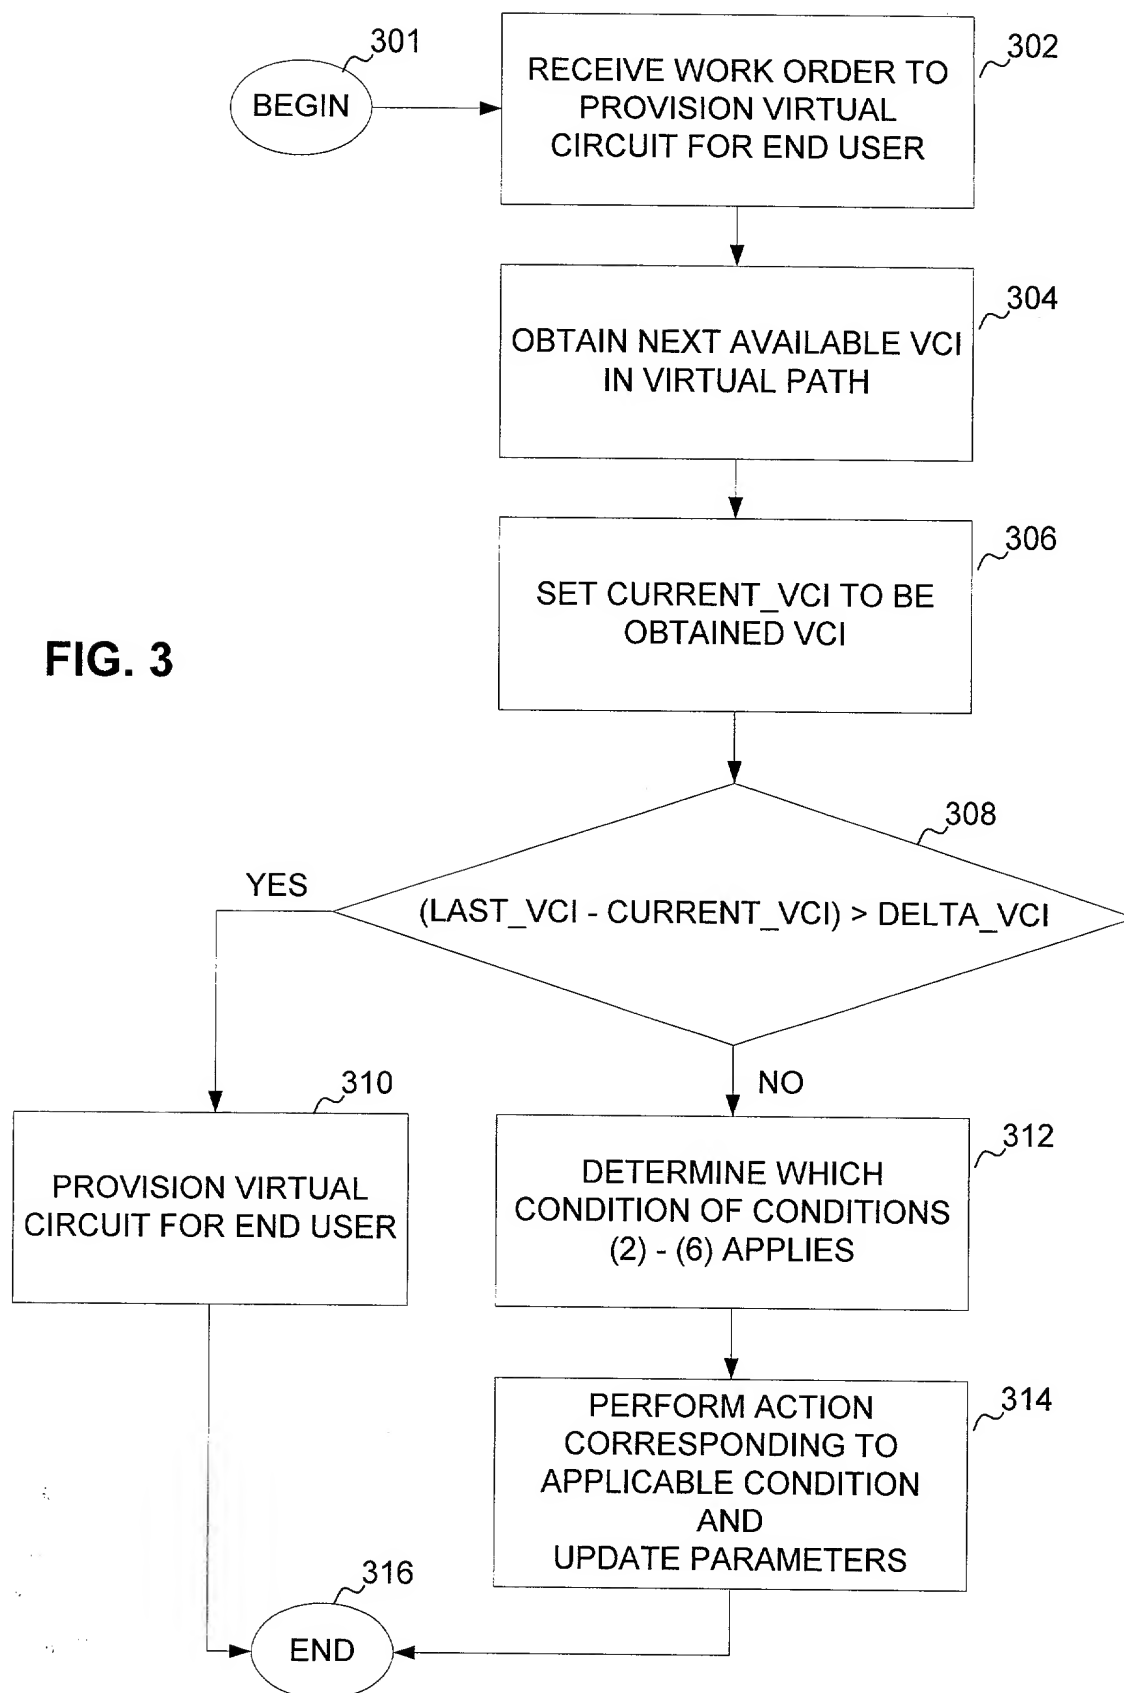 301
BEGIN
302
RECEIVE WORK ORDER TO
PROVISION VIRTUAL
CIRCUIT FOR END USER
304
OBTAIN NEXT AVAILABLE VCI
IN VIRTUAL PATH
306
SET CURRENT_VCI TO BE
OBTAINED VCI
FIG. 3
308
(LAST_VCI - CURRENT_VCI) > DELTA_VCI
YES
NO
310
PROVISION VIRTUAL
CIRCUIT FOR END USER
312
DETERMINE WHICH
CONDITION OF CONDITIONS
(2) - (6) APPLIES
314
PERFORM ACTION
CORRESPONDING TO
APPLICABLE CONDITION
AND
UPDATE PARAMETERS
316
END